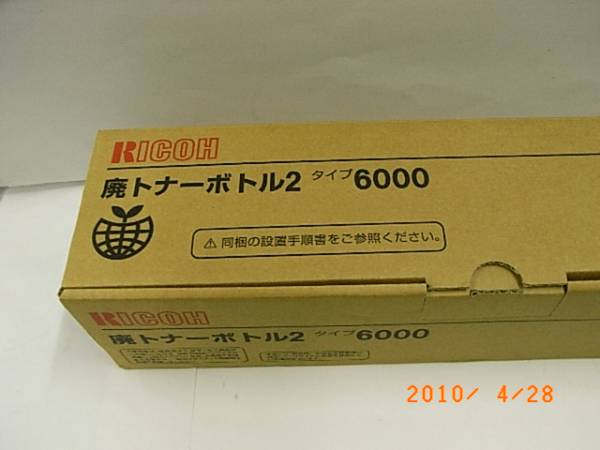 RICOH
廃トナーボトル2 タイプ6000
⚠同梱の設置手順書をご参照ください。
RICOH
廃トナーボトル2 タイプ6000
2010/ 4/28